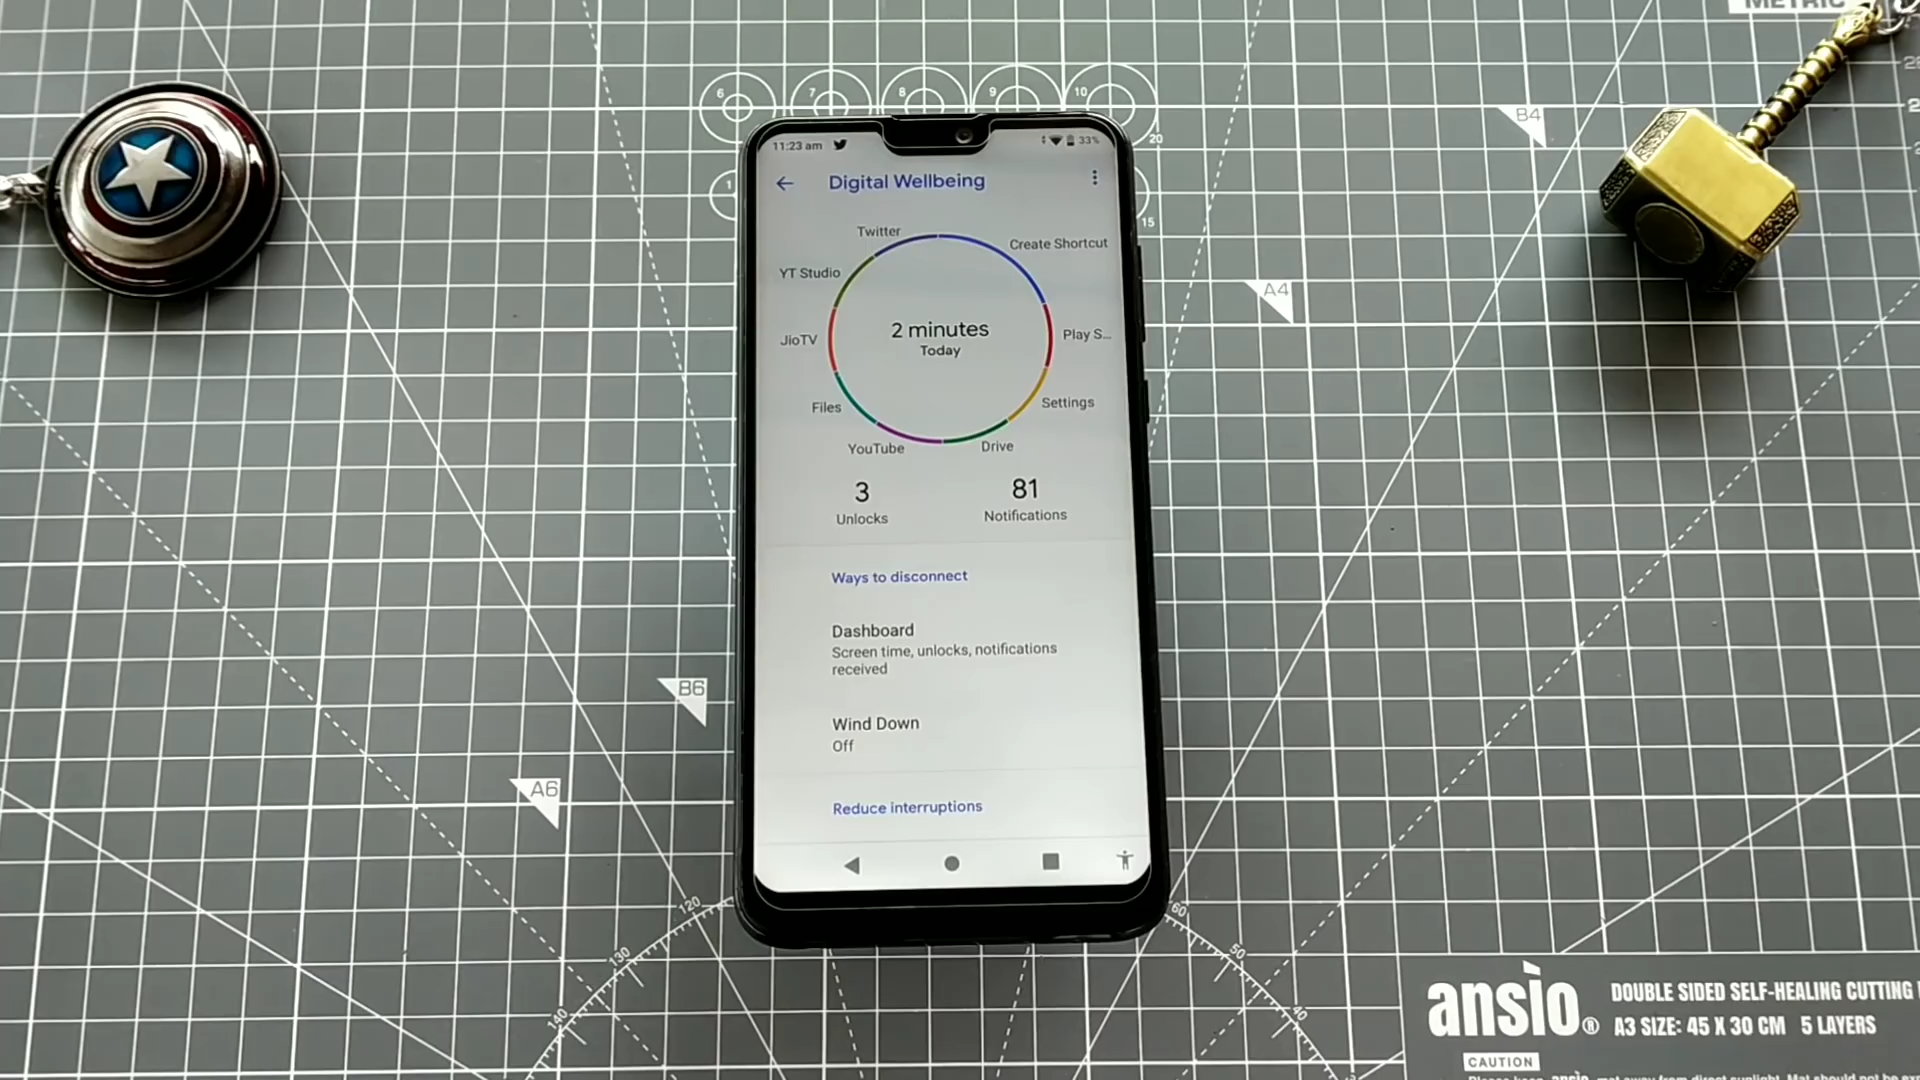 METRIC
6
7
8
9
10
B4
20
11:23 am
33%
1
Digital Wellbeing
15
Twitter
Create Shortcut
YT Studio
A4
2 minutes
Today
JioTV
Play S...
Settings
Files
YouTube
Drive
3
81
Unlocks
Notifications
Ways to disconnect
Dashboard
Screen time, unlocks, notifications
received
B6
Wind Down
Off
A6
Reduce interruptions
120
60
130
50
140
40
ansìo®
DOUBLE SIDED SELF-HEALING CUTTING
A3 SIZE: 45 X 30 CM 5 LAYERS
CAUTION